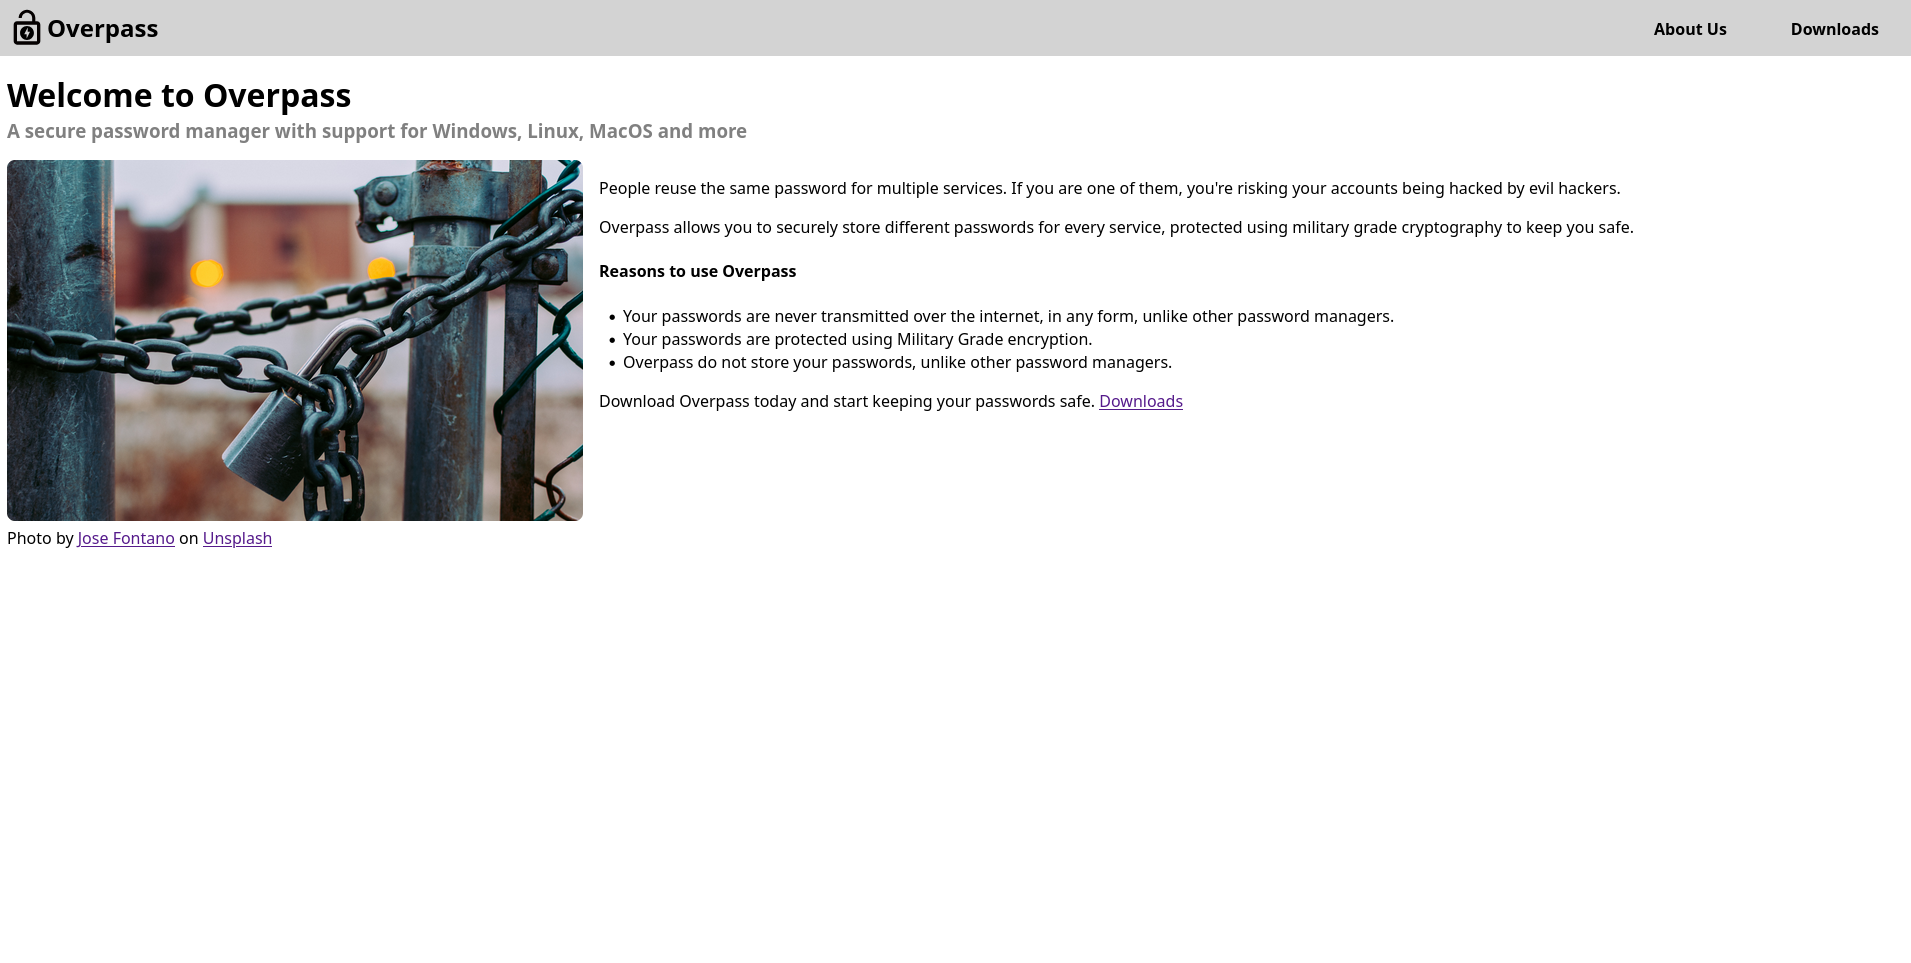 Overpass
About Us
Downloads
Welcome to Overpass
A secure password manager with support for Windows, Linux, MacOS and more
People reuse the same password for multiple services. If you are one of them, you're risking your accounts being hacked by evil hackers.
Overpass allows you to securely store different passwords for every service, protected using military grade cryptography to keep you safe.
Reasons to use Overpass
• Your passwords are never transmitted over the internet, in any form, unlike other password managers.
• Your passwords are protected using Military Grade encryption.
• Overpass do not store your passwords, unlike other password managers.
Download Overpass today and start keeping your passwords safe. Downloads
Photo by Jose Fontano on Unsplash